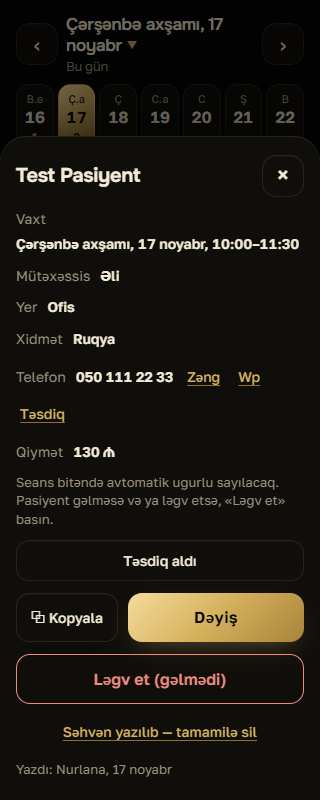 ‹
Çərşənbə axşamı, 17
noyabr ▼
Bu gün
›
B.e Ç.a Ç C.a C Ş B
16 17 18 19 20 21 22
Test Pasiyent
×
Vaxt
Çərşənbə axşamı, 17 noyabr, 10:00–11:30
Mütəxəssis Əli
Yer Ofis
Xidmət Ruqya
Telefon 050 111 22 33 Zəng Wp
Təsdiq
Qiymət 130 ₼
Seans bitəndə avtomatik uğurlu sayılacaq.
Pasiyent gəlməsə və ya ləğv etsə, «Ləğv et»
basın.
Təsdiq aldı
Kopyala Dəyiş
Ləğv et (gəlmədi)
Səhvən yazılıb — tamamilə sil
Yazdı: Nurlana, 17 noyabr